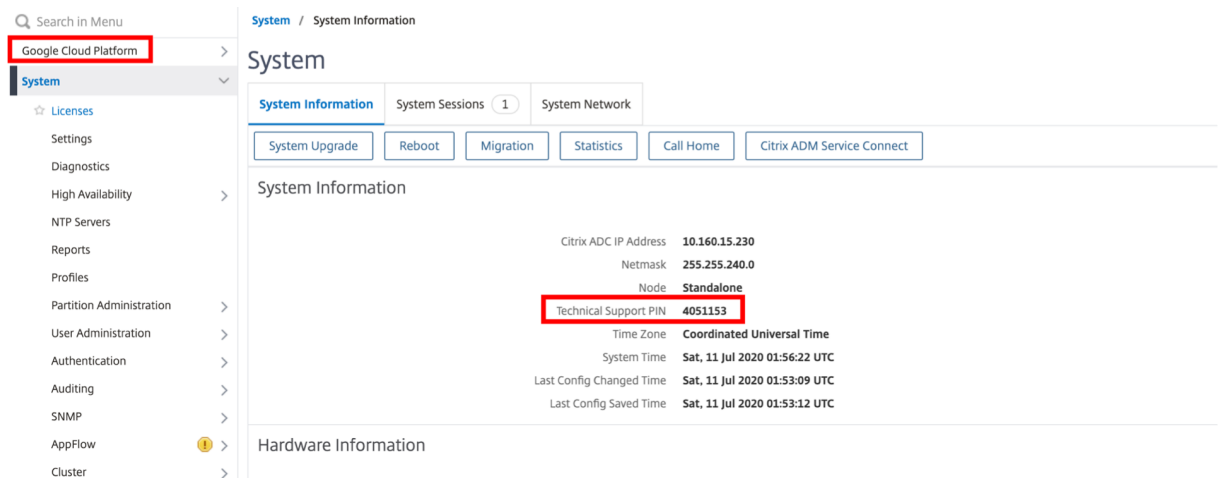 Search in Menu
Google Cloud Platform
System
Licenses
Settings
Diagnostics
High Availability
NTP Servers
Reports
Profiles
Partition Administration
User Administration
Authentication
Auditing
SNMP
AppFlow
Cluster
System / System Information
System
System Information System Sessions 1 System Network
System Upgrade Reboot Migration Statistics Call Home Citrix ADM Service Connect
System Information
Citrix ADC IP Address 10.160.15.230
Netmask 255.255.240.0
Node Standalone
Technical Support PIN 4051153
Time Zone Coordinated Universal Time
System Time Sat, 11 Jul 2020 01:56:22 UTC
Last Config Changed Time Sat, 11 Jul 2020 01:53:09 UTC
Last Config Saved Time Sat, 11 Jul 2020 01:53:12 UTC
Hardware Information